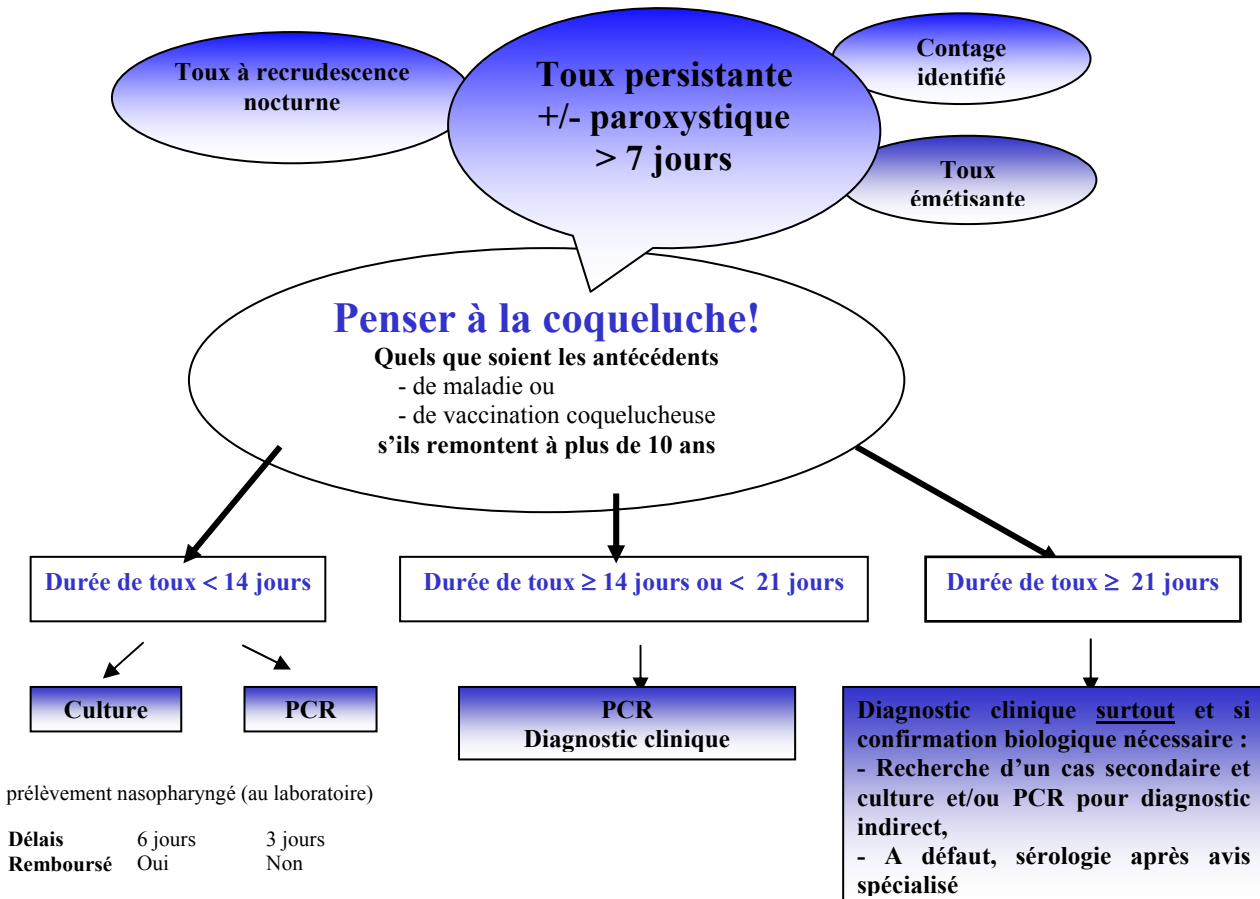 Toux à recrudescence
nocturne
Toux persistante
+/- paroxystique
> 7 jours
Contage
identifié
Toux
émétisante
Penser à la coqueluche!
Quels que soient les antécédents
- de maladie ou
- de vaccination coquelucheuse
s'ils remontent à plus de 10 ans
Durée de toux < 14 jours
Durée de toux ≥ 14 jours ou < 21 jours
Durée de toux ≥ 21 jours
Culture
PCR
PCR
Diagnostic clinique
Diagnostic clinique surtout et si
confirmation biologique nécessaire :
- Recherche d'un cas secondaire et
culture et/ou PCR pour diagnostic
indirect,
- A défaut, sérologie après avis
spécialisé
prélèvement nasopharyngé (au laboratoire)
Délais 6 jours 3 jours
Remboursé Oui Non